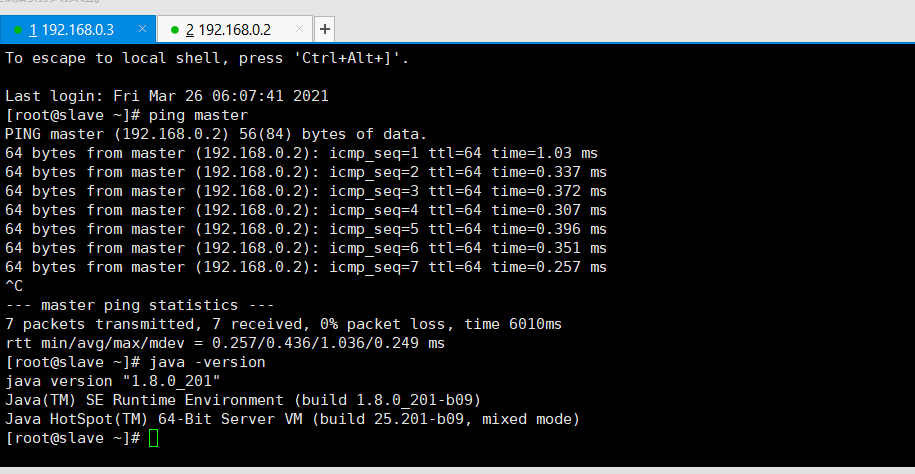 1 192.168.0.3 ×
2 192.168.0.2 ×
+
To escape to local shell, press 'Ctrl+Alt+]'.
Last login: Fri Mar 26 06:07:41 2021
[root@slave ~]# ping master
PING master (192.168.0.2) 56(84) bytes of data.
64 bytes from master (192.168.0.2): icmp_seq=1 ttl=64 time=1.03 ms
64 bytes from master (192.168.0.2): icmp_seq=2 ttl=64 time=0.337 ms
64 bytes from master (192.168.0.2): icmp_seq=3 ttl=64 time=0.372 ms
64 bytes from master (192.168.0.2): icmp_seq=4 ttl=64 time=0.307 ms
64 bytes from master (192.168.0.2): icmp_seq=5 ttl=64 time=0.396 ms
64 bytes from master (192.168.0.2): icmp_seq=6 ttl=64 time=0.351 ms
64 bytes from master (192.168.0.2): icmp_seq=7 ttl=64 time=0.257 ms
^C
--- master ping statistics ---
7 packets transmitted, 7 received, 0% packet loss, time 6010ms
rtt min/avg/max/mdev = 0.257/0.436/1.036/0.249 ms
[root@slave ~]# java -version
java version "1.8.0_201"
Java(TM) SE Runtime Environment (build 1.8.0_201-b09)
Java HotSpot(TM) 64-Bit Server VM (build 25.201-b09, mixed mode)
[root@slave ~]#